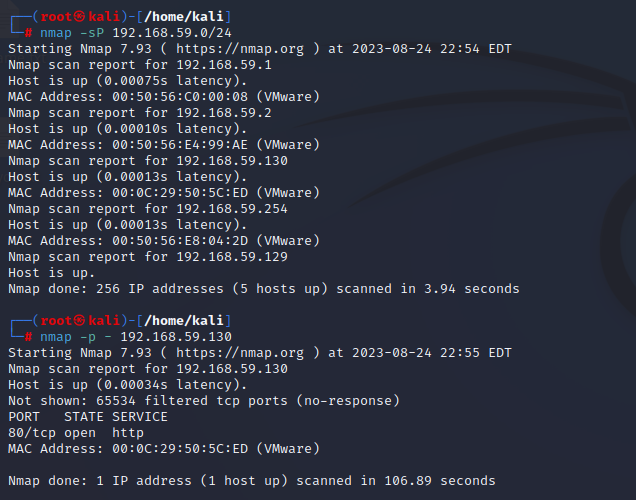 ┌──(root㉿kali)-[/home/kali]
└─# nmap -sP 192.168.59.0/24
Starting Nmap 7.93 ( https://nmap.org ) at 2023-08-24 22:54 EDT
Nmap scan report for 192.168.59.1
Host is up (0.00075s latency).
MAC Address: 00:50:56:C0:00:08 (VMware)
Nmap scan report for 192.168.59.2
Host is up (0.00010s latency).
MAC Address: 00:50:56:E4:99:AE (VMware)
Nmap scan report for 192.168.59.130
Host is up (0.00013s latency).
MAC Address: 00:0C:29:50:5C:ED (VMware)
Nmap scan report for 192.168.59.254
Host is up (0.00013s latency).
MAC Address: 00:50:56:E8:04:2D (VMware)
Nmap scan report for 192.168.59.129
Host is up.
Nmap done: 256 IP addresses (5 hosts up) scanned in 3.94 seconds
┌──(root㉿kali)-[/home/kali]
└─# nmap -p - 192.168.59.130
Starting Nmap 7.93 ( https://nmap.org ) at 2023-08-24 22:55 EDT
Nmap scan report for 192.168.59.130
Host is up (0.00034s latency).
Not shown: 65534 filtered tcp ports (no-response)
PORT   STATE SERVICE
80/tcp open  http
MAC Address: 00:0C:29:50:5C:ED (VMware)
Nmap done: 1 IP address (1 host up) scanned in 106.89 seconds